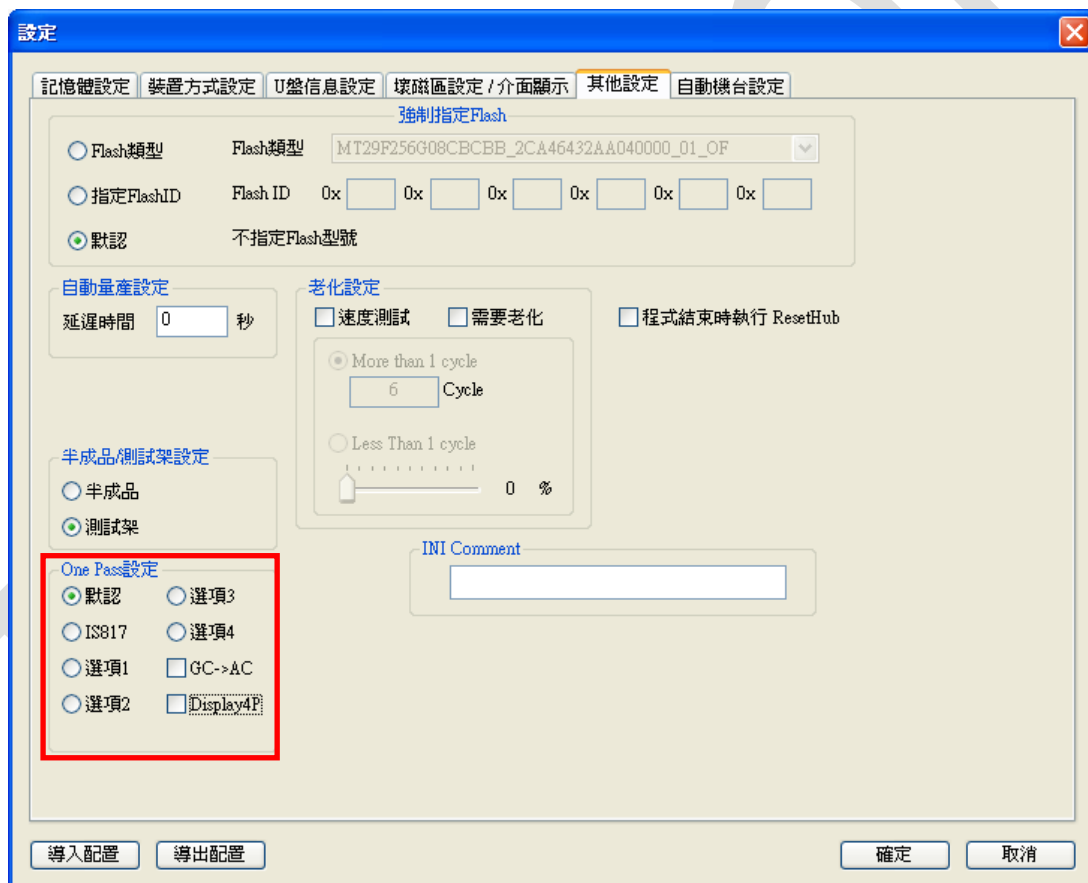 設定
記憶體設定 裝置方式設定 U盤信息設定 壞磁區設定 / 介面顯示 其他設定 自動機台設定
強制指定Flash
Flash類型 Flash類型 MT29F256G08CBCBB_2CA46432AA040000_01_OF
指定FlashID Flash ID 0x 0x 0x 0x 0x 0x
默認 不指定Flash型號
自動量產設定
延遲時間 0 秒
老化設定
速度測試 需要老化
More than 1 cycle
6 Cycle
Less Than 1 cycle
0 %
程式結束時執行 ResetHub
半成品/測試架設定
半成品
測試架
One Pass設定
默認 選項3
IS817 選項4
選項1 GC->AC
選項2 Display4P
INI Comment
導入配置 導出配置 確定 取消